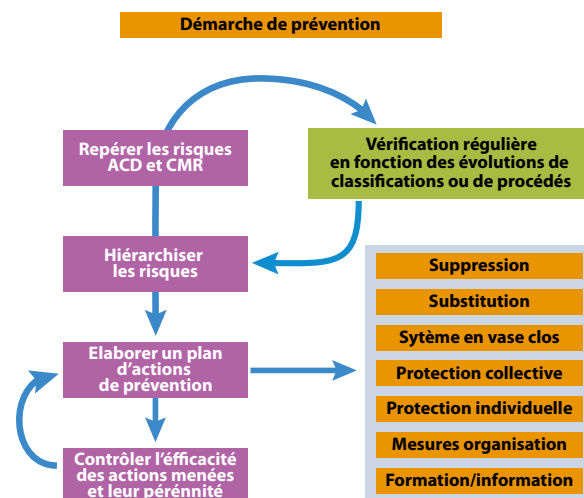 Démarche de prévention
Repérer les risques
ACD et CMR
Vérification régulière
en fonction des évolutions de
classifications ou de procédés
Hiérarchiser
les risques
Elaborer un plan
d'actions
de prévention
Contrôler l'éfficacité
des actions menées
et leur pérénnité
Suppression
Substitution
Sytème en vase clos
Protection collective
Protection individuelle
Mesures organisation
Formation/information